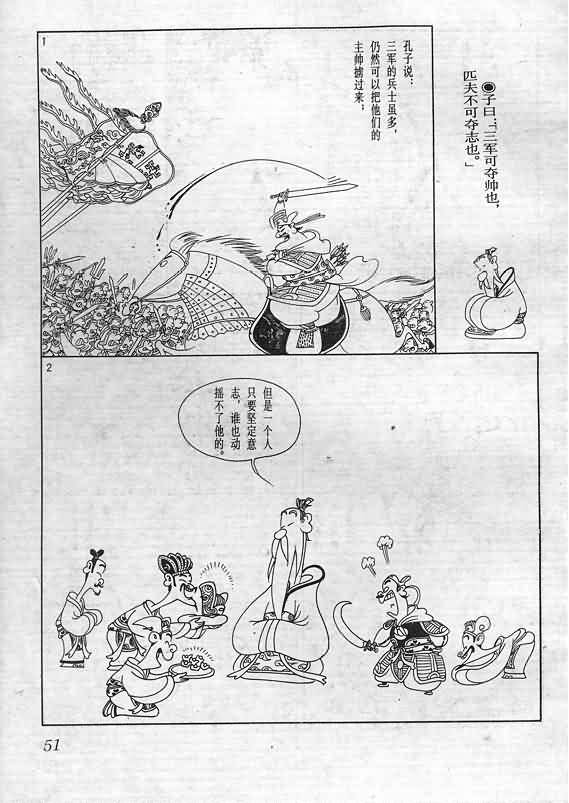 子曰：「三军可夺帅也，
匹夫不可夺志也。」
1
孔子说：
三军的兵士虽多，
仍然可以把他们的
主帅掳过来；
2
但是一个人
只要坚定意
志，谁也动
摇不了他的。
51